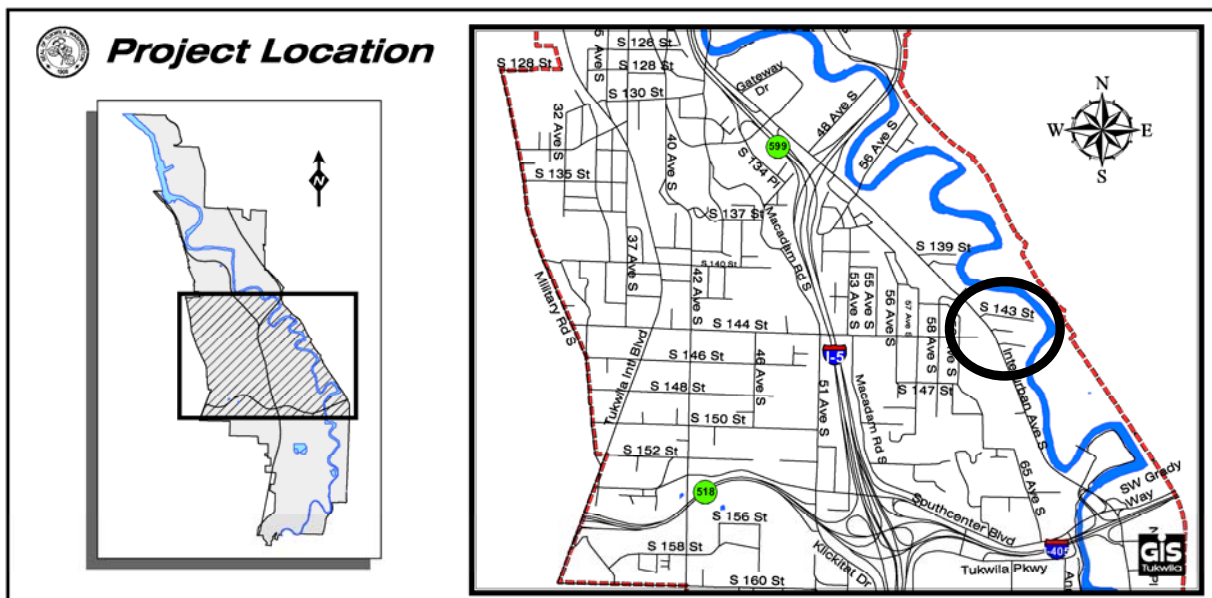 SEAL OF TUKWILA, WASHINGTON
1908
Project Location
N
S 126 St
S 128 St
S 128 St
S 130 St
Gateway
Dr
48 Ave S
56 Ave S
32 Ave S
40 Ave S
599
S 134 Pl
S 135 St
S 137 St
Macadam Rd S
S 139 St
37 Ave S
S 140 St
42 Ave S
Military Rd S
53 Ave S
55 Ave S
56 Ave S
57 Ave S
58 Ave S
S 143 St
S 144 St
Tukwila Intl Blvd
S 146 St
46 Ave S
I-5
S 147 St
S 148 St
51 Ave S
Macadam Rd S
Interurban Ave S
S 150 St
S 152 St
65 Ave S
SW Grady
Way
518
Southcenter Blvd
S 156 St
S 158 St
Klickitat Dr
I-405
Tukwila Pkwy
S 160 St
N
W
E
S
GIS
Tukwila